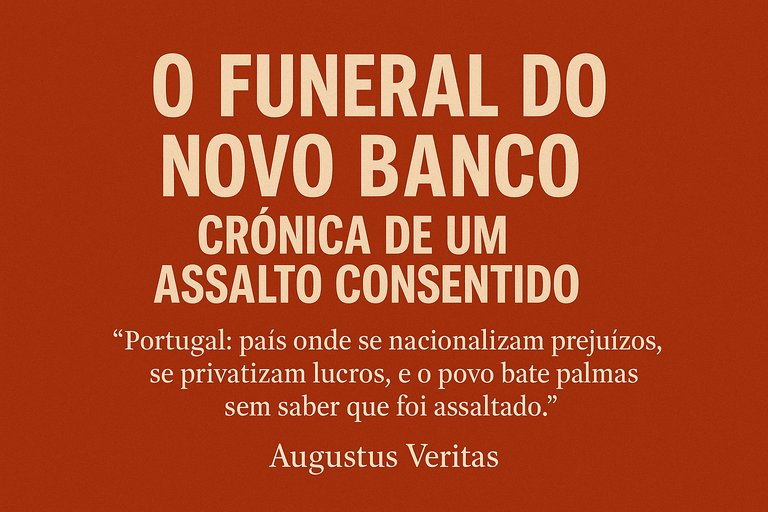 O FUNERAL DO
NOVO BANCO
CRÓNICA DE UM
ASSALTO CONSENTIDO
“Portugal: país onde se nacionalizam prejuízos,
se privatizam lucros, e o povo bate palmas
sem saber que foi assaltado.”
Augustus Veritas